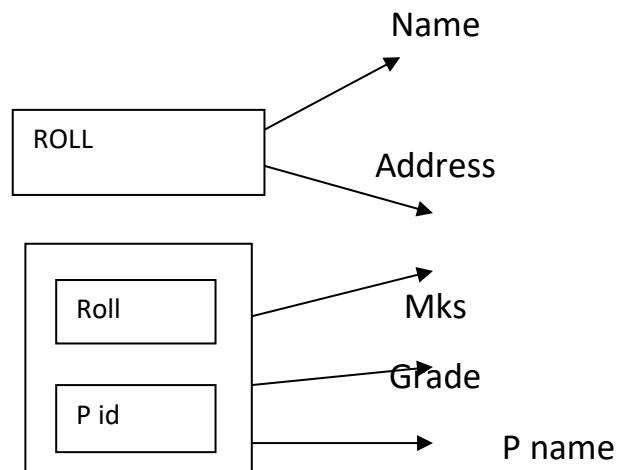 Name
ROLL
Address
Roll
Mks
Grade
P id
P name